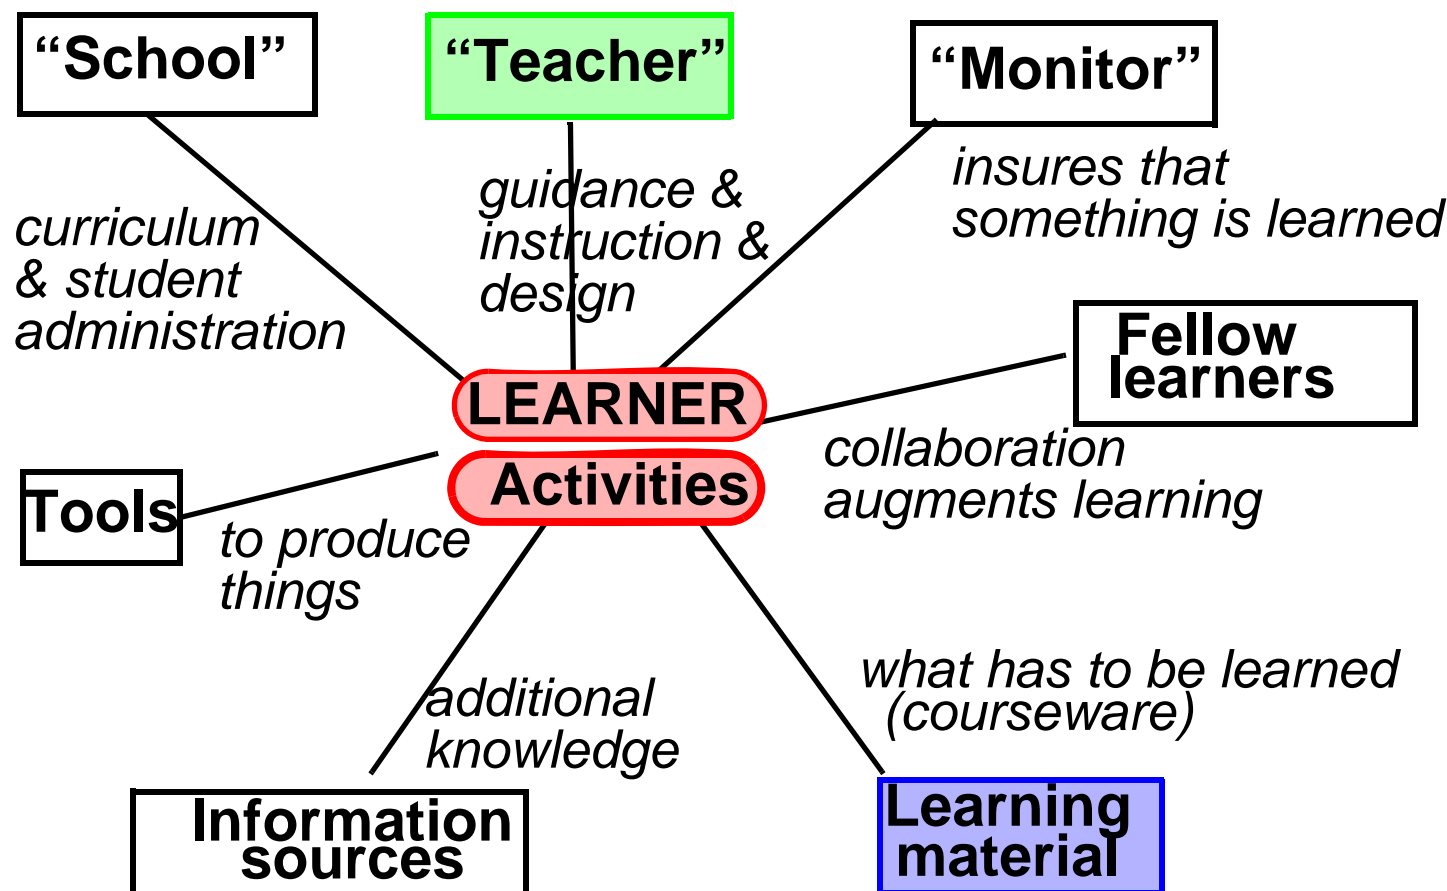 “School”
“Teacher”
“Monitor”
curriculum
& student
administration
guidance &
instruction &
design
insures that
something is learned
Fellow
learners
LEARNER
Activities
collaboration
augments learning
Tools
to produce
things
additional
knowledge
what has to be learned
(courseware)
Information
sources
Learning
material